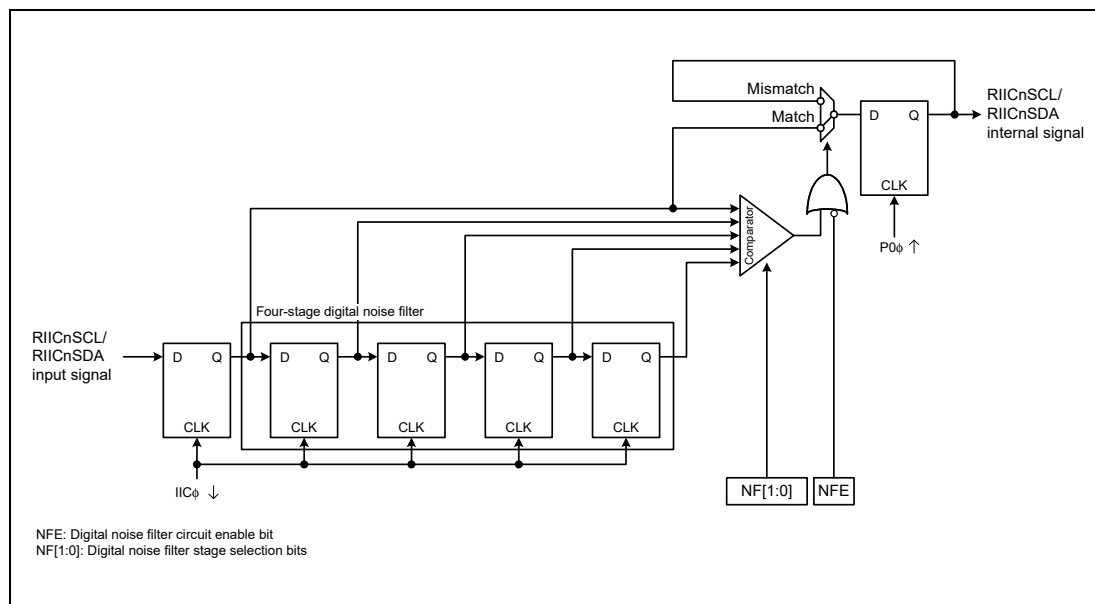 Mismatch
Match
RIICnSCL/
RIICnSDA
internal signal
D Q
CLK
P0ϕ ↑
Comparator
Four-stage digital noise filter
RIICnSCL/
RIICnSDA
input signal
D Q D Q D Q D Q D Q
CLK CLK CLK CLK CLK
IICϕ ↓
NF[1:0] NFE
NFE: Digital noise filter circuit enable bit
NF[1:0]: Digital noise filter stage selection bits